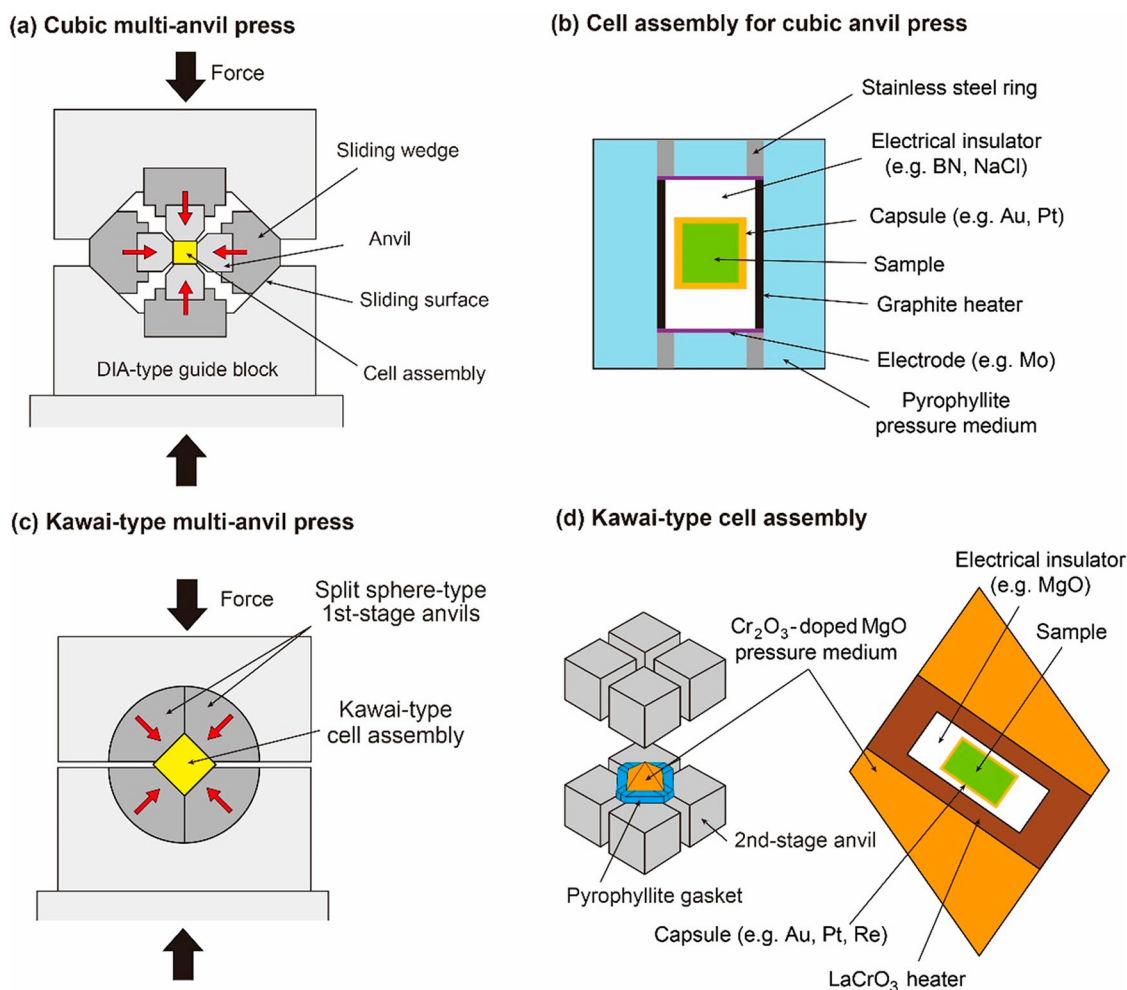 (a) Cubic multi-anvil press
Force
Sliding wedge
Anvil
Sliding surface
DIA-type guide block
Cell assembly
(b) Cell assembly for cubic anvil press
Stainless steel ring
Electrical insulator
(e.g. BN, NaCl)
Capsule (e.g. Au, Pt)
Sample
Graphite heater
Electrode (e.g. Mo)
Pyrophyllite
pressure medium
(c) Kawai-type multi-anvil press
Force
Split sphere-type
1st-stage anvils
Kawai-type
cell assembly
(d) Kawai-type cell assembly
Electrical insulator
(e.g. MgO)
Sample
Cr₂O₃-doped MgO
pressure medium
2nd-stage anvil
Pyrophyllite gasket
Capsule (e.g. Au, Pt, Re)
LaCrO₃ heater